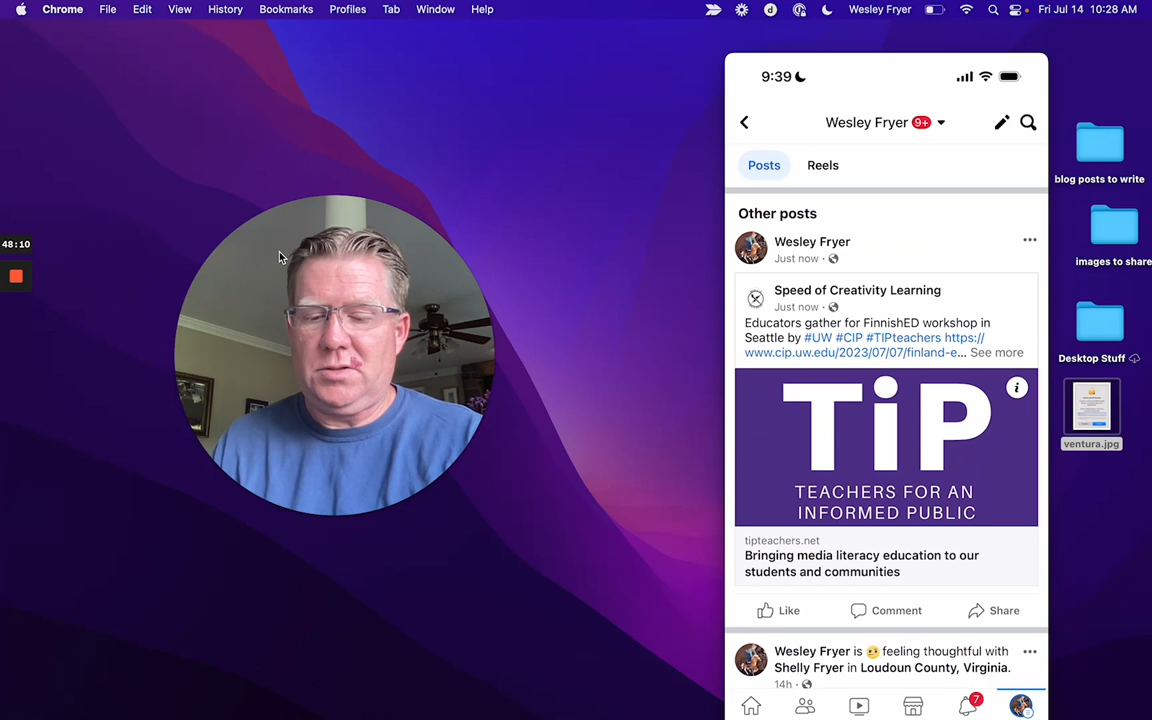 Chrome File Edit View History Bookmarks Profiles Tab Window Help Wesley Fryer Fri Jul 14 10:28 AM
48:10
9:39
Wesley Fryer 9+
Posts Reels
Other posts
Wesley Fryer
Just now
Speed of Creativity Learning
Just now
Educators gather for FinnishED workshop in
Seattle by #UW #CIP #TIPteachers https://
www.cip.uw.edu/2023/07/07/finland-e... See more
TiP
TEACHERS FOR AN
INFORMED PUBLIC
tipteachers.net
Bringing media literacy education to our
students and communities
Like Comment Share
Wesley Fryer is feeling thoughtful with
Shelly Fryer in Loudoun County, Virginia.
14h
7
blog posts to write
images to share
Desktop Stuff
ventura.jpg